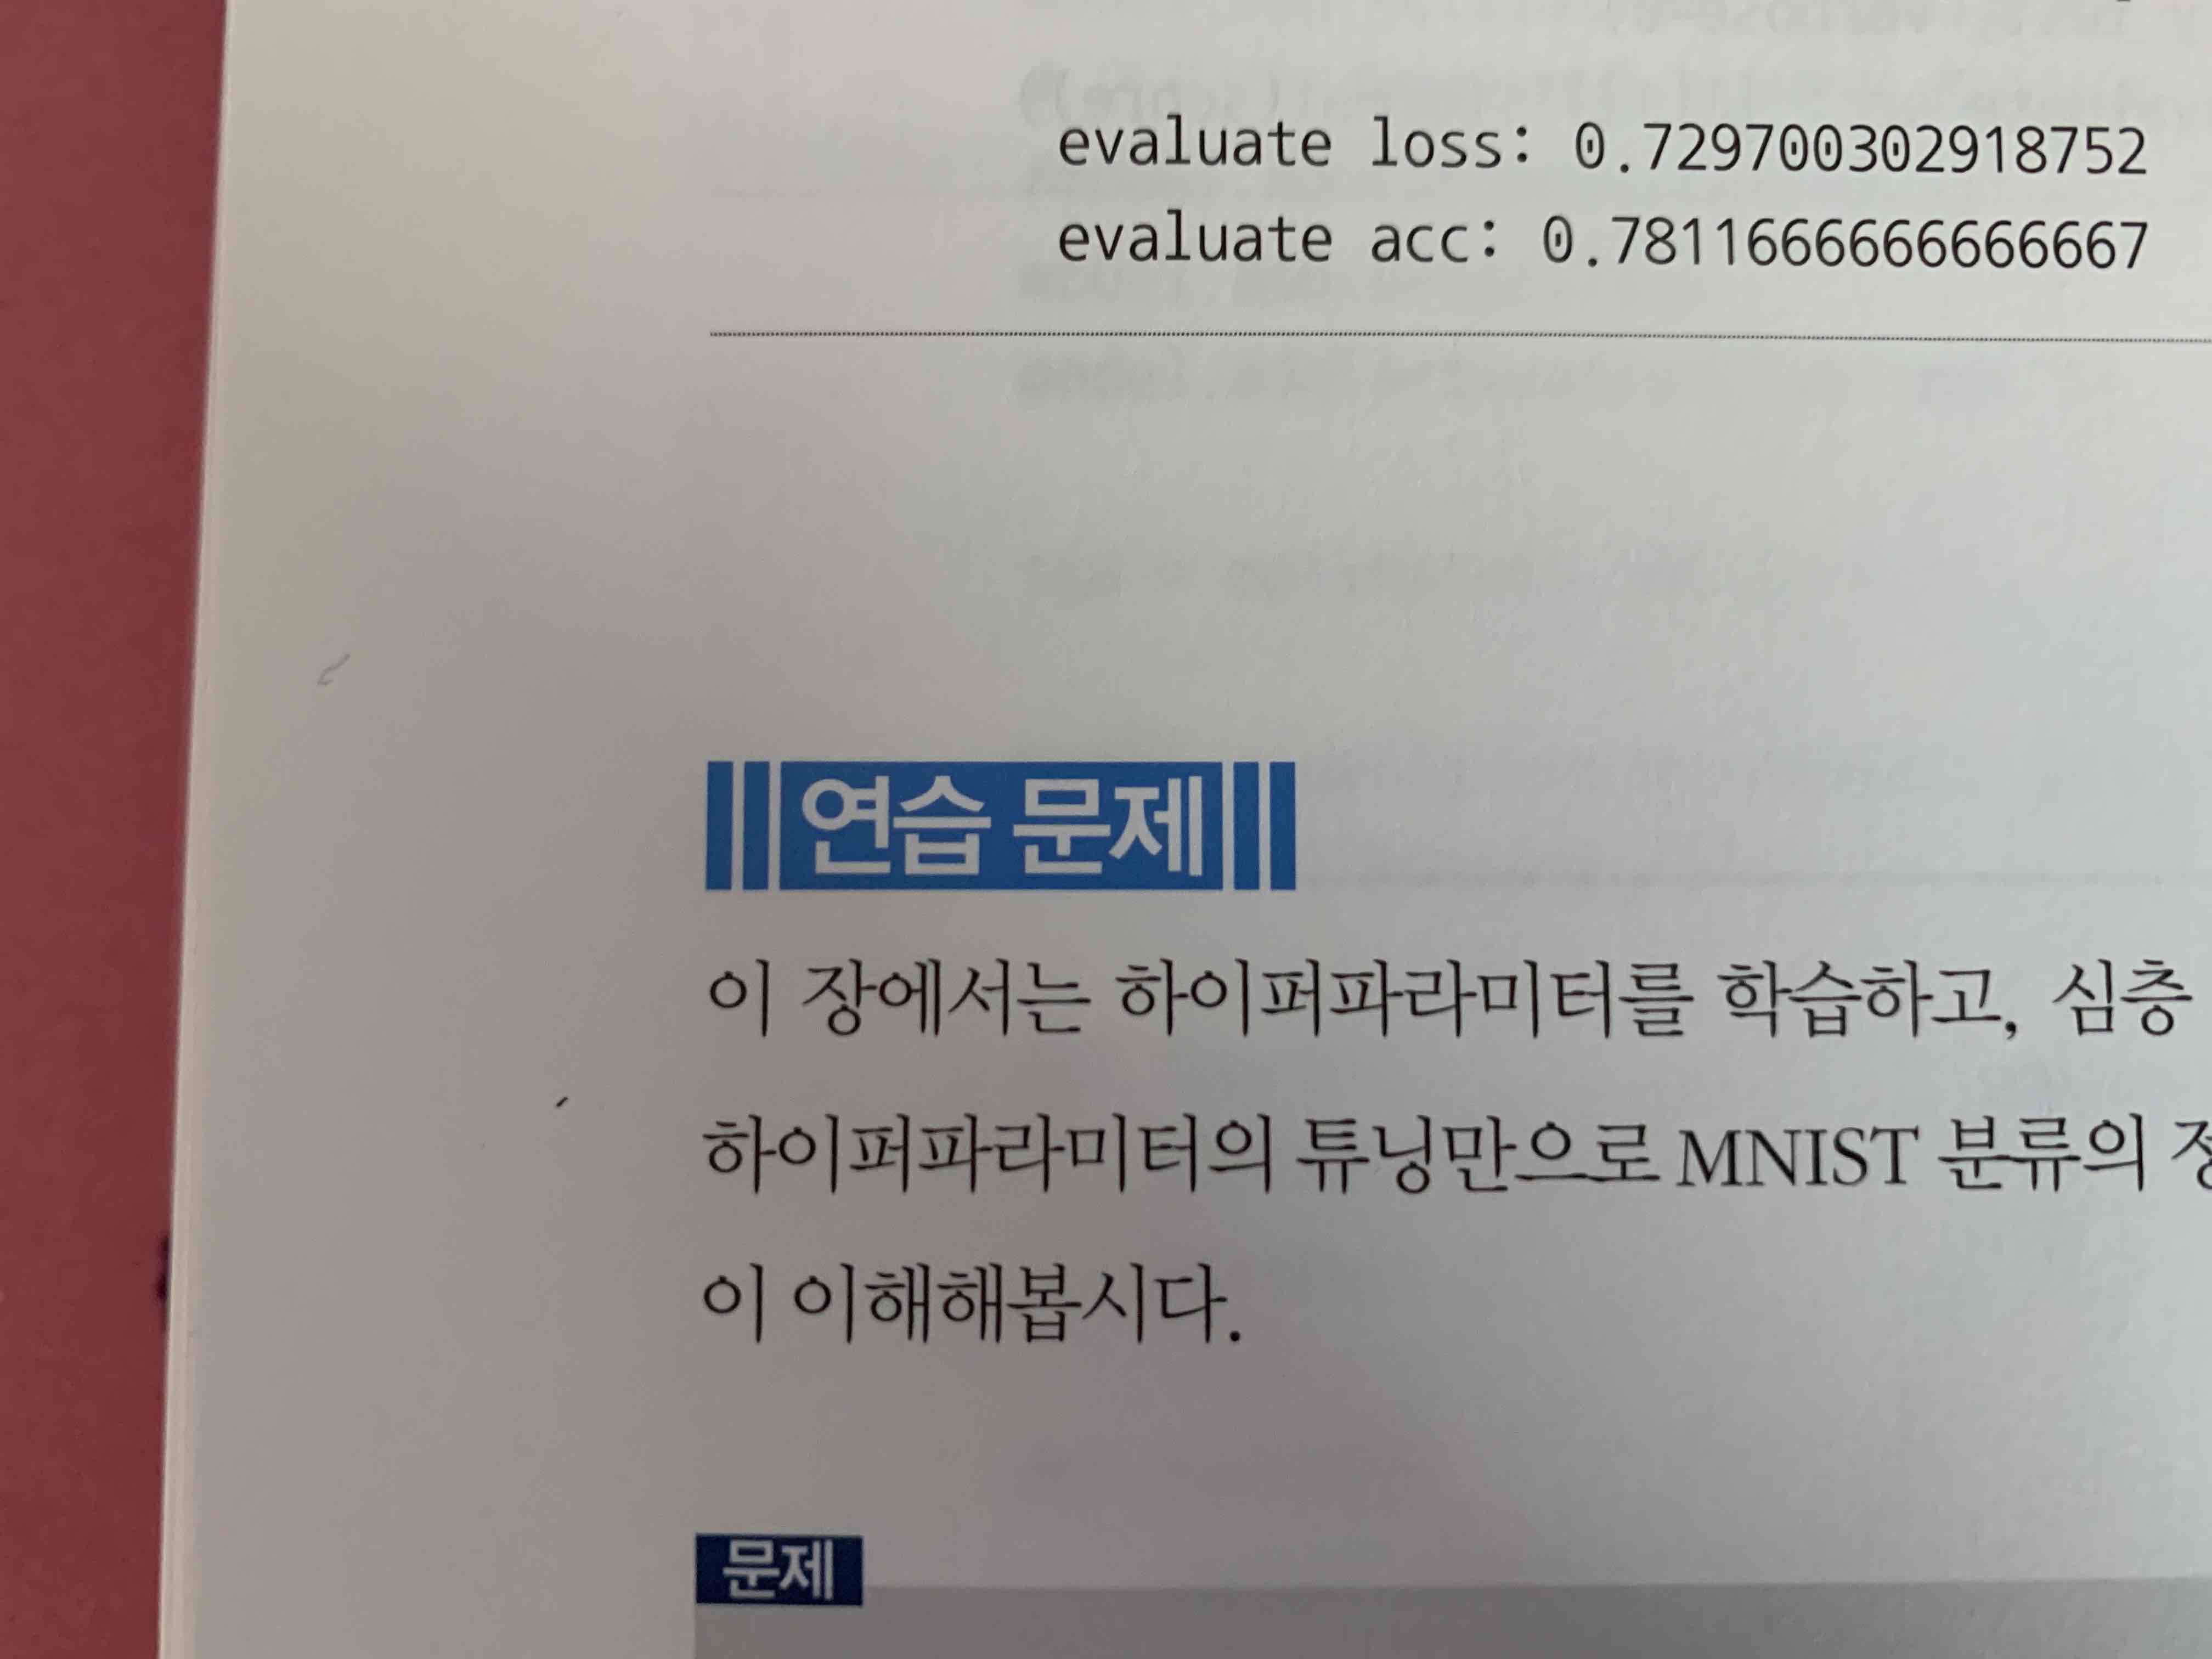 evaluate loss: 0.729700302918752
evaluate acc: 0.7811666666666667
연습 문제
이 장에서는 하이퍼파라미터를 학습하고, 심층
하이퍼파라미터의 튜닝만으로 MNIST 분류의
이 이해해봅시다.
문제